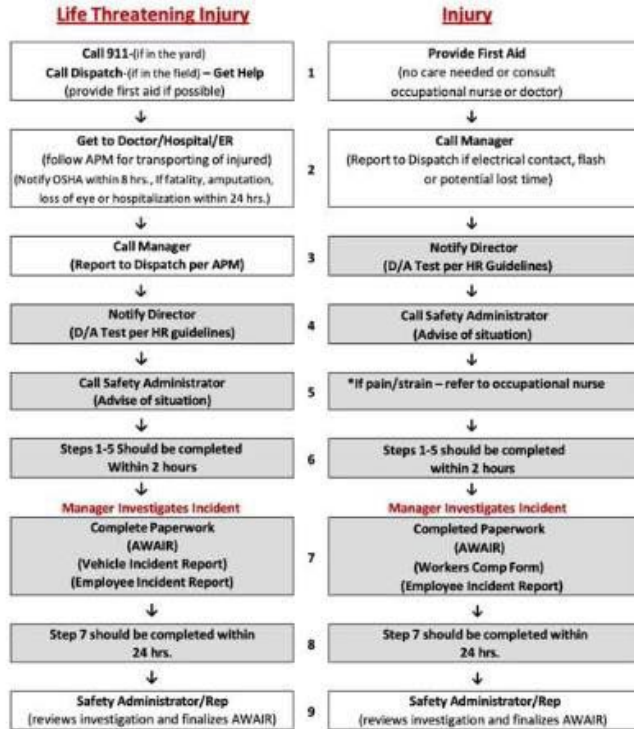 Life Threatening Injury
Call 911-(if in the yard)
Call Dispatch-(if in the field) – Get Help
(provide first aid if possible)
↓
Get to Doctor/Hospital/ER
(follow APM for transporting of injured)
(Notify OSHA within 8 hrs., If fatality, amputation,
loss of eye or hospitalization within 24 hrs.)
↓
Call Manager
(Report to Dispatch per APM)
↓
Notify Director
(D/A Test per HR guidelines)
↓
Call Safety Administrator
(Advise of situation)
↓
Steps 1-5 Should be completed
Within 2 hours
↓
Manager Investigates Incident
Complete Paperwork
(AWAIR)
(Vehicle Incident Report)
(Employee Incident Report)
↓
Step 7 should be completed within
24 hrs.
↓
Safety Administrator/Rep
(reviews investigation and finalizes AWAIR)
1
2
3
4
5
6
7
8
9
Injury
Provide First Aid
(no care needed or consult
occupational nurse or doctor)
↓
Call Manager
(Report to Dispatch if electrical contact, flash
or potential lost time)
↓
Notify Director
(D/A Test per HR Guidelines)
↓
Call Safety Administrator
(Advise of situation)
↓
*If pain/strain – refer to occupational nurse
↓
Steps 1-5 should be completed
within 2 hours
↓
Manager Investigates Incident
Completed Paperwork
(AWAIR)
(Workers Comp Form)
(Employee Incident Report)
↓
Step 7 should be completed within
24 hrs.
↓
Safety Administrator/Rep
(reviews investigation and finalizes AWAIR)